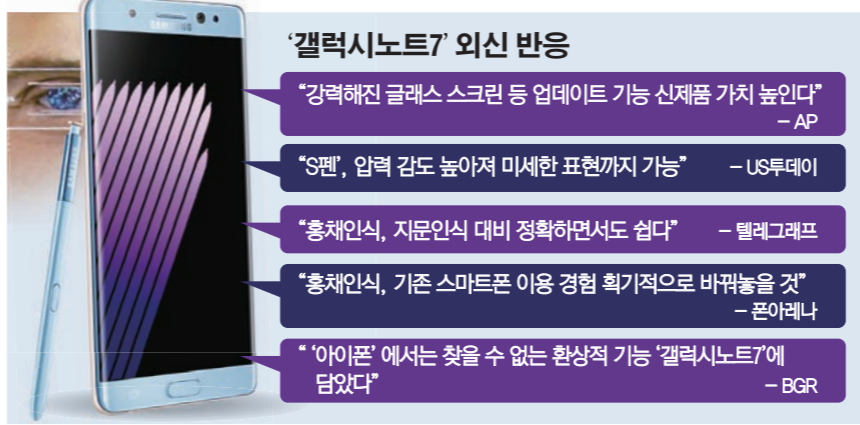 ‘갤럭시노트7’ 외신 반응
“강력해진 글래스 스크린 등 업데이트 기능 신제품 가치 높인다”
– AP
“S펜’, 압력 감도 높아져 미세한 표현까지 가능” – US투데이
“홍채인식, 지문인식 대비 정확하면서도 쉽다” – 텔레그래프
“홍채인식, 기존 스마트폰 이용 경험 획기적으로 바꿔놓을 것”
– 폰아레나
“ ‘아이폰’ 에서는 찾을 수 없는 환상적 기능 ‘갤럭시노트7’에
담았다” – BGR
SAMSUNG
SAMSUNG